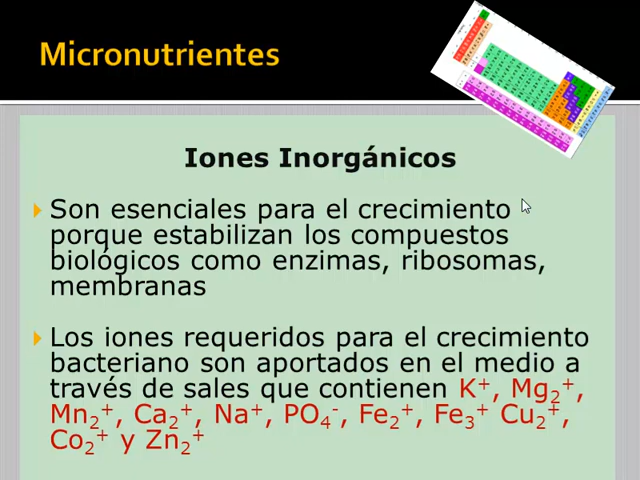 Micronutrientes
Iones Inorgánicos
Son esenciales para el crecimiento
porque estabilizan los compuestos
biológicos como enzimas, ribosomas,
membranas
Los iones requeridos para el crecimiento
bacteriano son aportados en el medio a
través de sales que contienen K⁺, Mg₂⁺,
Mn₂⁺, Ca₂⁺, Na⁺, PO₄⁻, Fe₂⁺, Fe₃⁺ Cu₂⁺,
Co₂⁺ y Zn₂⁺